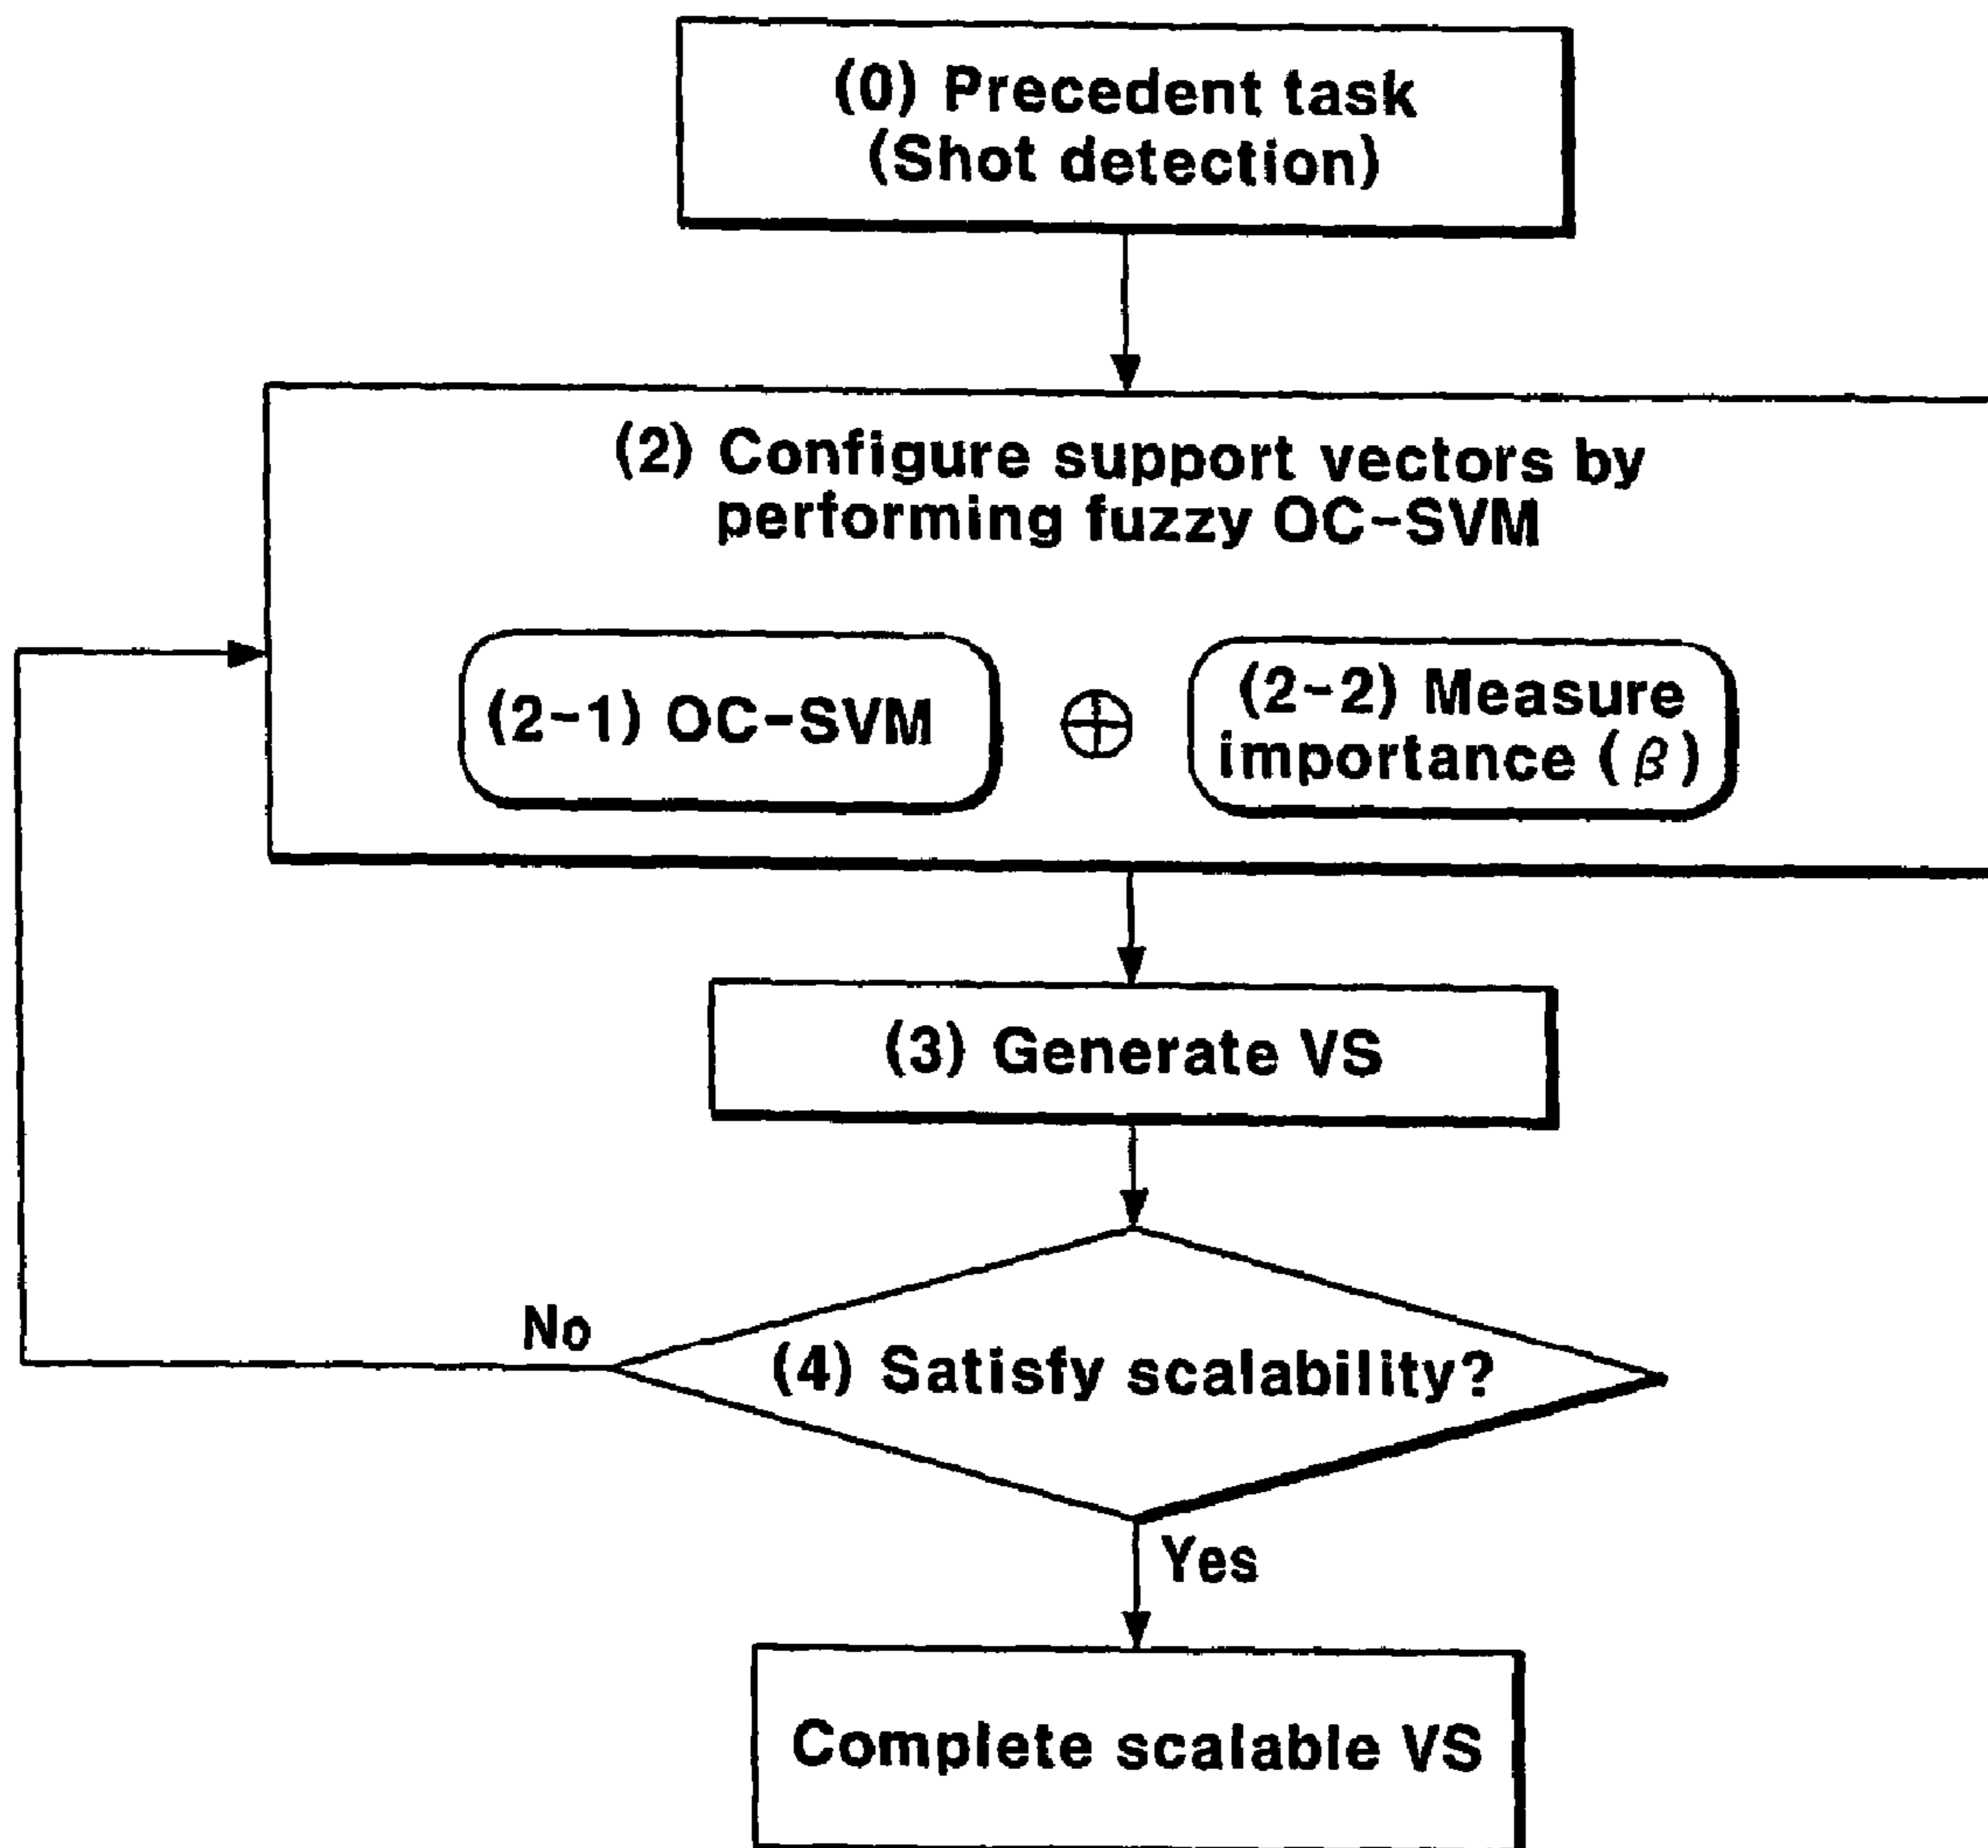 (0) Precedent task
(Shot detection)
(2) Configure support vectors by
performing fuzzy OC-SVM
(2-1) OC-SVM
(2-2) Measure
importance (β)
(3) Generate VS
No
(4) Satisfy scalability?
Yes
Complete scalable VS